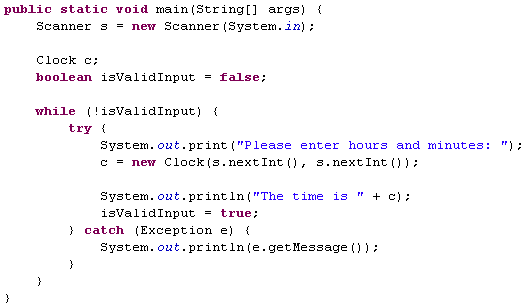 public static void main(String[] args) {
    Scanner s = new Scanner(System.in);

    Clock c;
    boolean isValidInput = false;

    while (!isValidInput) {
        try {
            System.out.print("Please enter hours and minutes: ");
            c = new Clock(s.nextInt(), s.nextInt());

            System.out.println("The time is " + c);
            isValidInput = true;
        } catch (Exception e) {
            System.out.println(e.getMessage());
        }
    }
}